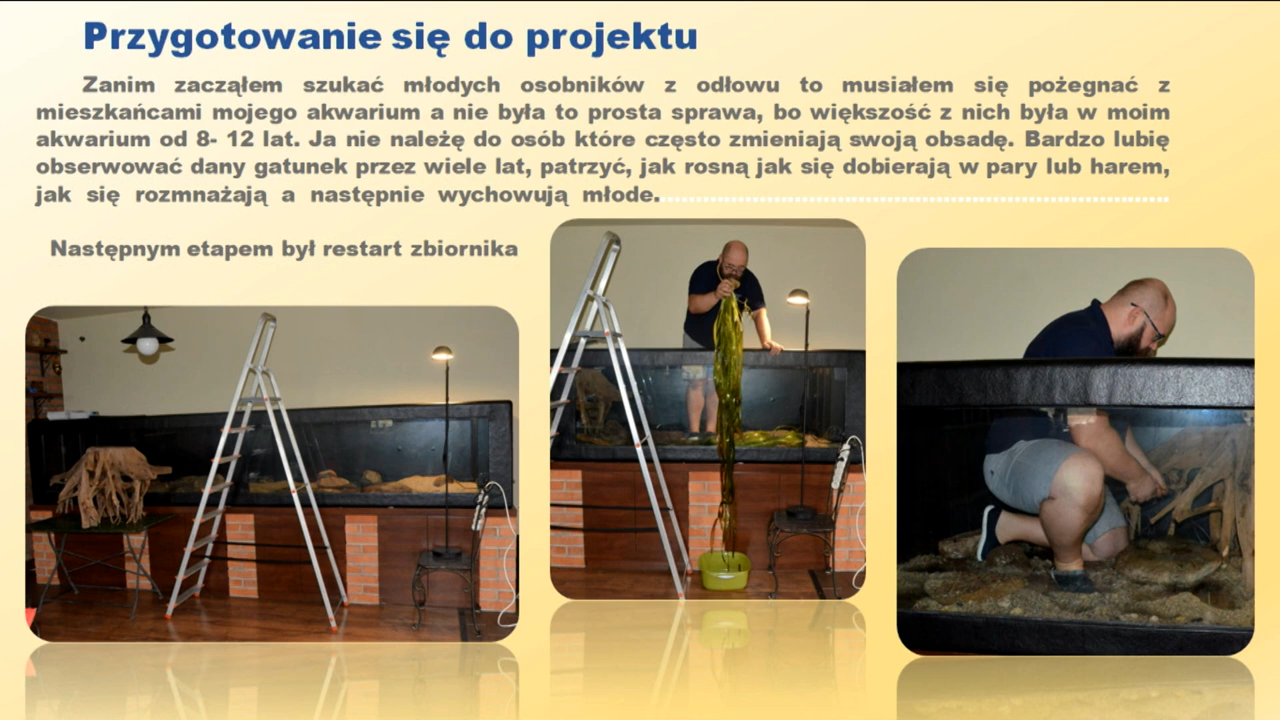 Przygotowanie się do projektu
Zanim zacząłem szukać młodych osobników z odłowu to musiałem się pożegnać z
mieszkańcami mojego akwarium a nie była to prosta sprawa, bo większość z nich była w moim
akwarium od 8- 12 lat. Ja nie należę do osób które często zmieniają swoją obsadę. Bardzo lubię
obserwować dany gatunek przez wiele lat, patrzyć, jak rosną jak się dobierają w pary lub harem,
jak się rozmnażają a następnie wychowują młode.......................................................................
Następnym etapem był restart zbiornika